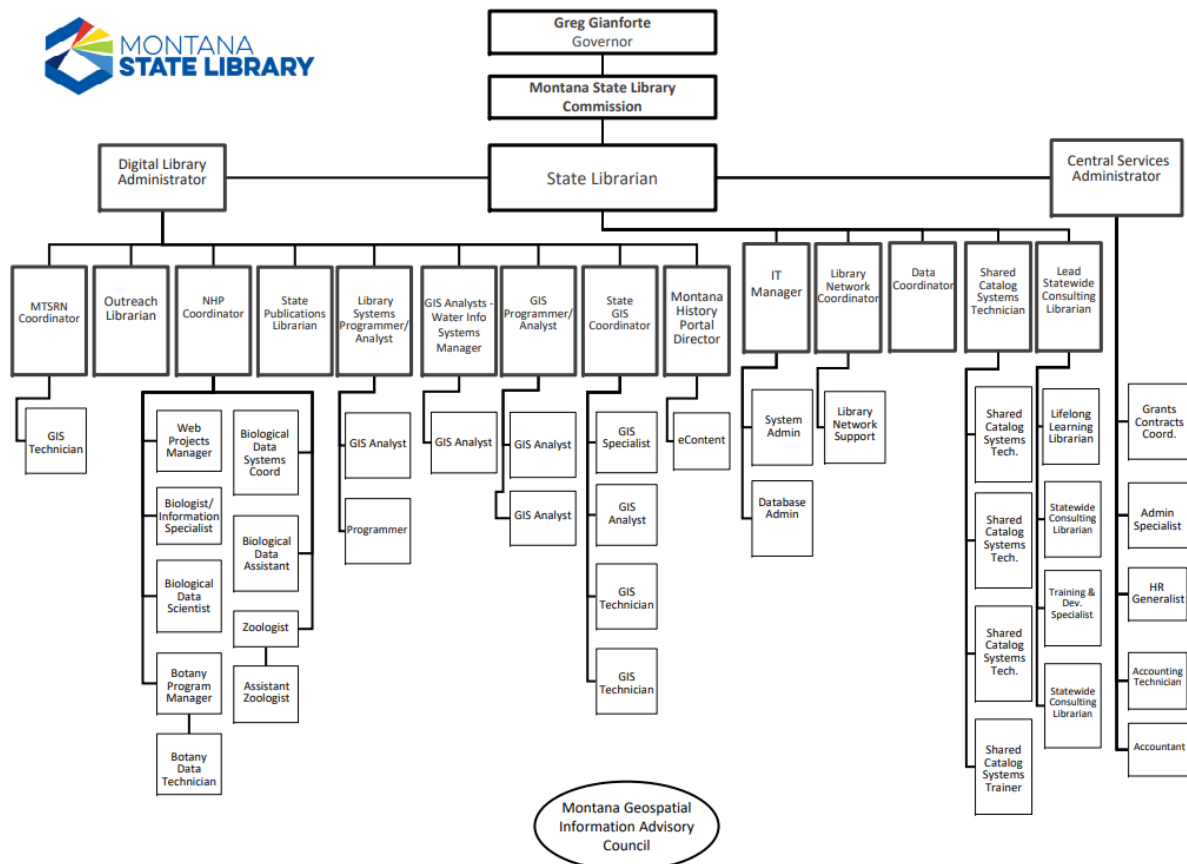 MONTANA
STATE LIBRARY
Greg Gianforte
Governor
Montana State Library
Commission
Digital Library
Administrator
State Librarian
Central Services
Administrator
MTSRN
Coordinator
Outreach
Librarian
NHP
Coordinator
State
Publications
Librarian
Library
Systems
Programmer/
Analyst
GIS Analysts -
Water Info
Systems
Manager
GIS
Programmer/
Analyst
State
GIS
Coordinator
Montana
History
Portal
Director
IT
Manager
Library
Network
Coordinator
Data
Coordinator
Shared
Catalog
Systems
Technician
Lead
Statewide
Consulting
Librarian
GIS
Technician
Web
Projects
Manager
Biologist/
Information
Specialist
Biological
Data
Scientist
Botany
Program
Manager
Botany Data
Technician
Biological
Data
Systems
Coord
Biological
Data
Assistant
Zoologist
Assistant
Zoologist
GIS Analyst
Programmer
GIS Analyst
GIS Analyst
GIS Analyst
GIS
Specialist
GIS
Analyst
GIS
Technician
GIS
Technician
eContent
System
Admin
Database
Admin
Library
Network
Support
Shared
Catalog
Systems
Tech.
Shared
Catalog
Systems
Tech.
Shared
Catalog
Systems
Tech.
Shared
Catalog
Systems
Trainer
Lifelong
Learning
Librarian
Statewide
Consulting
Librarian
Training &
Dev.
Specialist
Statewide
Consulting
Librarian
Grants
Contracts
Coord.
Admin
Specialist
HR
Generalist
Accounting
Technician
Accountant
Montana Geospatial
Information Advisory
Council